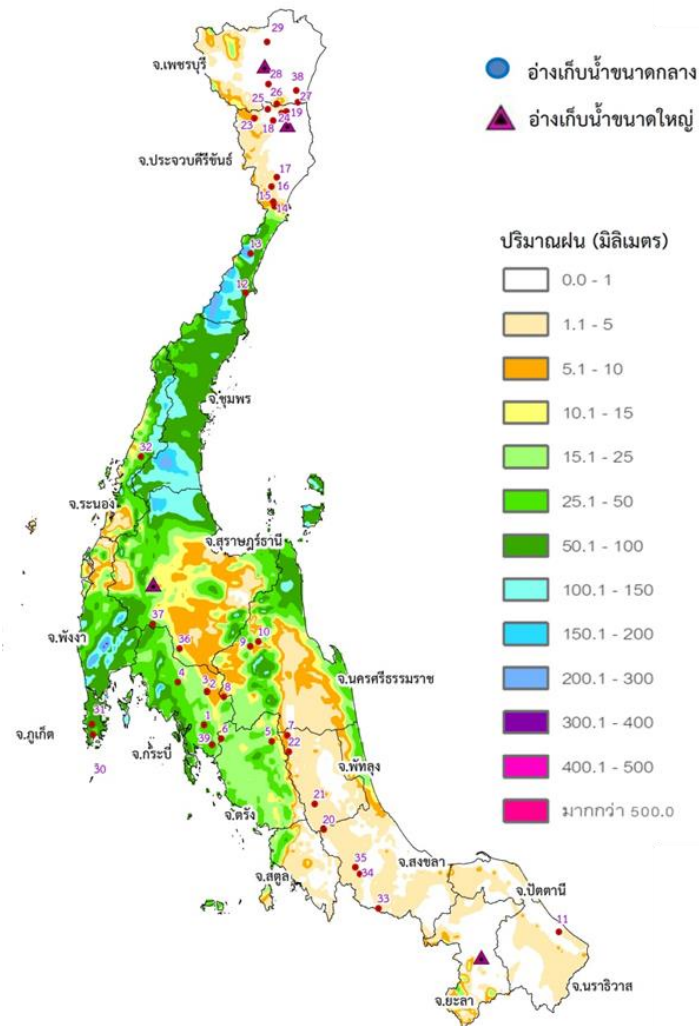 29
จ.เพชรบุรี
28
38
25
26
27
23
24
19
18
จ.ประจวบคีรีขันธ์
17
16
15
14
13
12
จ.ชุมพร
32
จ.ระนอง
จ.สุราษฎร์ธานี
37
จ.พังงา
36
9
10
4
3
2
8
จ.นครศรีธรรมราช
31
จ.ภูเก็ต
30
1
6
39
จ.กระบี่
5
7
22
จ.พัทลุง
21
จ.ตรัง
20
35
34
จ.สงขลา
จ.สตูล
33
จ.ปัตตานี
11
จ.ยะลา
จ.นราธิวาส
อ่างเก็บน้ำขนาดกลาง
อ่างเก็บน้ำขนาดใหญ่
ปริมาณฝน (มิลิเมตร)
0.0 - 1
1.1 - 5
5.1 - 10
10.1 - 15
15.1 - 25
25.1 - 50
50.1 - 100
100.1 - 150
150.1 - 200
200.1 - 300
300.1 - 400
400.1 - 500
มากกว่า 500.0